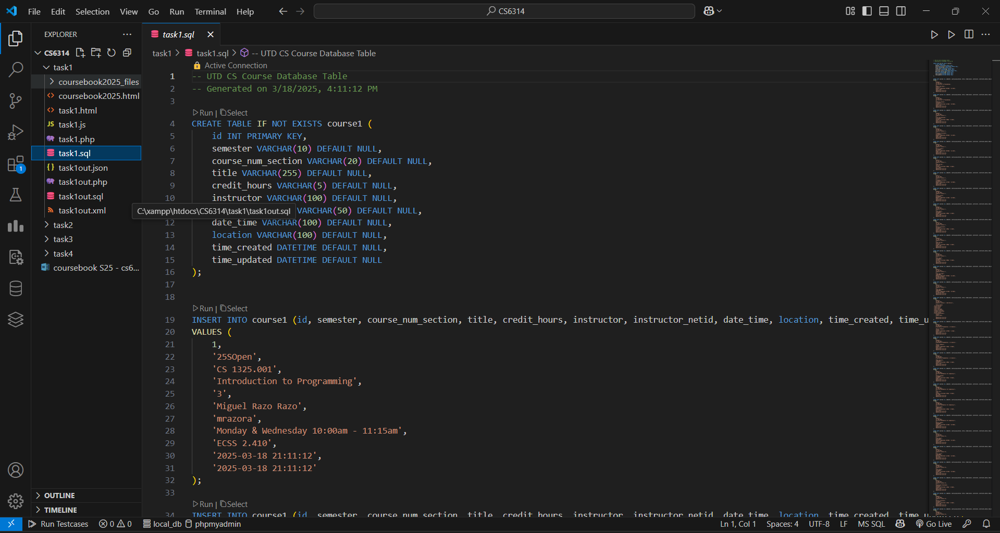 File Edit Selection View Go Run Terminal Help
CS6314
EXPLORER
CS6314
task1
coursebook2025_files
coursebook2025.html
task1.html
JS task1.js
task1.php
task1.sql
{} task1out.json
task1out.php
task1out.sql
task1out.xml
task2
task3
task4
coursebook S25 - cs6...
1
OUTLINE
TIMELINE
task1.sql
task1 > task1.sql > -- UTD CS Course Database Table
Active Connection
1 -- UTD CS Course Database Table
2 -- Generated on 3/18/2025, 4:11:12 PM
3
Run | Select
4 CREATE TABLE IF NOT EXISTS course1 (
5 id INT PRIMARY KEY,
6 semester VARCHAR(10) DEFAULT NULL,
7 course_num_section VARCHAR(20) DEFAULT NULL,
8 title VARCHAR(255) DEFAULT NULL,
9 credit_hours VARCHAR(5) DEFAULT NULL,
10 instructor VARCHAR(100) DEFAULT NULL,
C:\xampp\htdocs\CS6314\task1\task1out.sql VARCHAR(50) DEFAULT NULL,
12 date_time VARCHAR(100) DEFAULT NULL,
13 location VARCHAR(100) DEFAULT NULL,
14 time_created DATETIME DEFAULT NULL,
15 time_updated DATETIME DEFAULT NULL
16 );
17
18
Run | Select
19 INSERT INTO course1 (id, semester, course_num_section, title, credit_hours, instructor, instructor_netid, date_time, location, time_created, time_u
20 VALUES (
21 1,
22 '25SOpen',
23 'CS 1325.001',
24 'Introduction to Programming',
25 '3',
26 'Miguel Razo Razo',
27 'mrazora',
28 'Monday & Wednesday 10:00am - 11:15am',
29 'ECSS 2.410',
30 '2025-03-18 21:11:12',
31 '2025-03-18 21:11:12'
32 );
33
Run | Select
34 INSERT INTO course1 (id, semester, course_num_section, title, credit_hours, instructor, instructor_netid, date_time, location, time_created, time_u
Run Testcases 0 0 local_db phpmyadmin Ln 1, Col 1 Spaces: 4 UTF-8 LF MS SQL Go Live